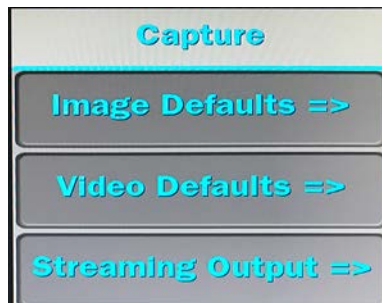 Capture
Image Defaults =>
Video Defaults =>
Streaming Output =>